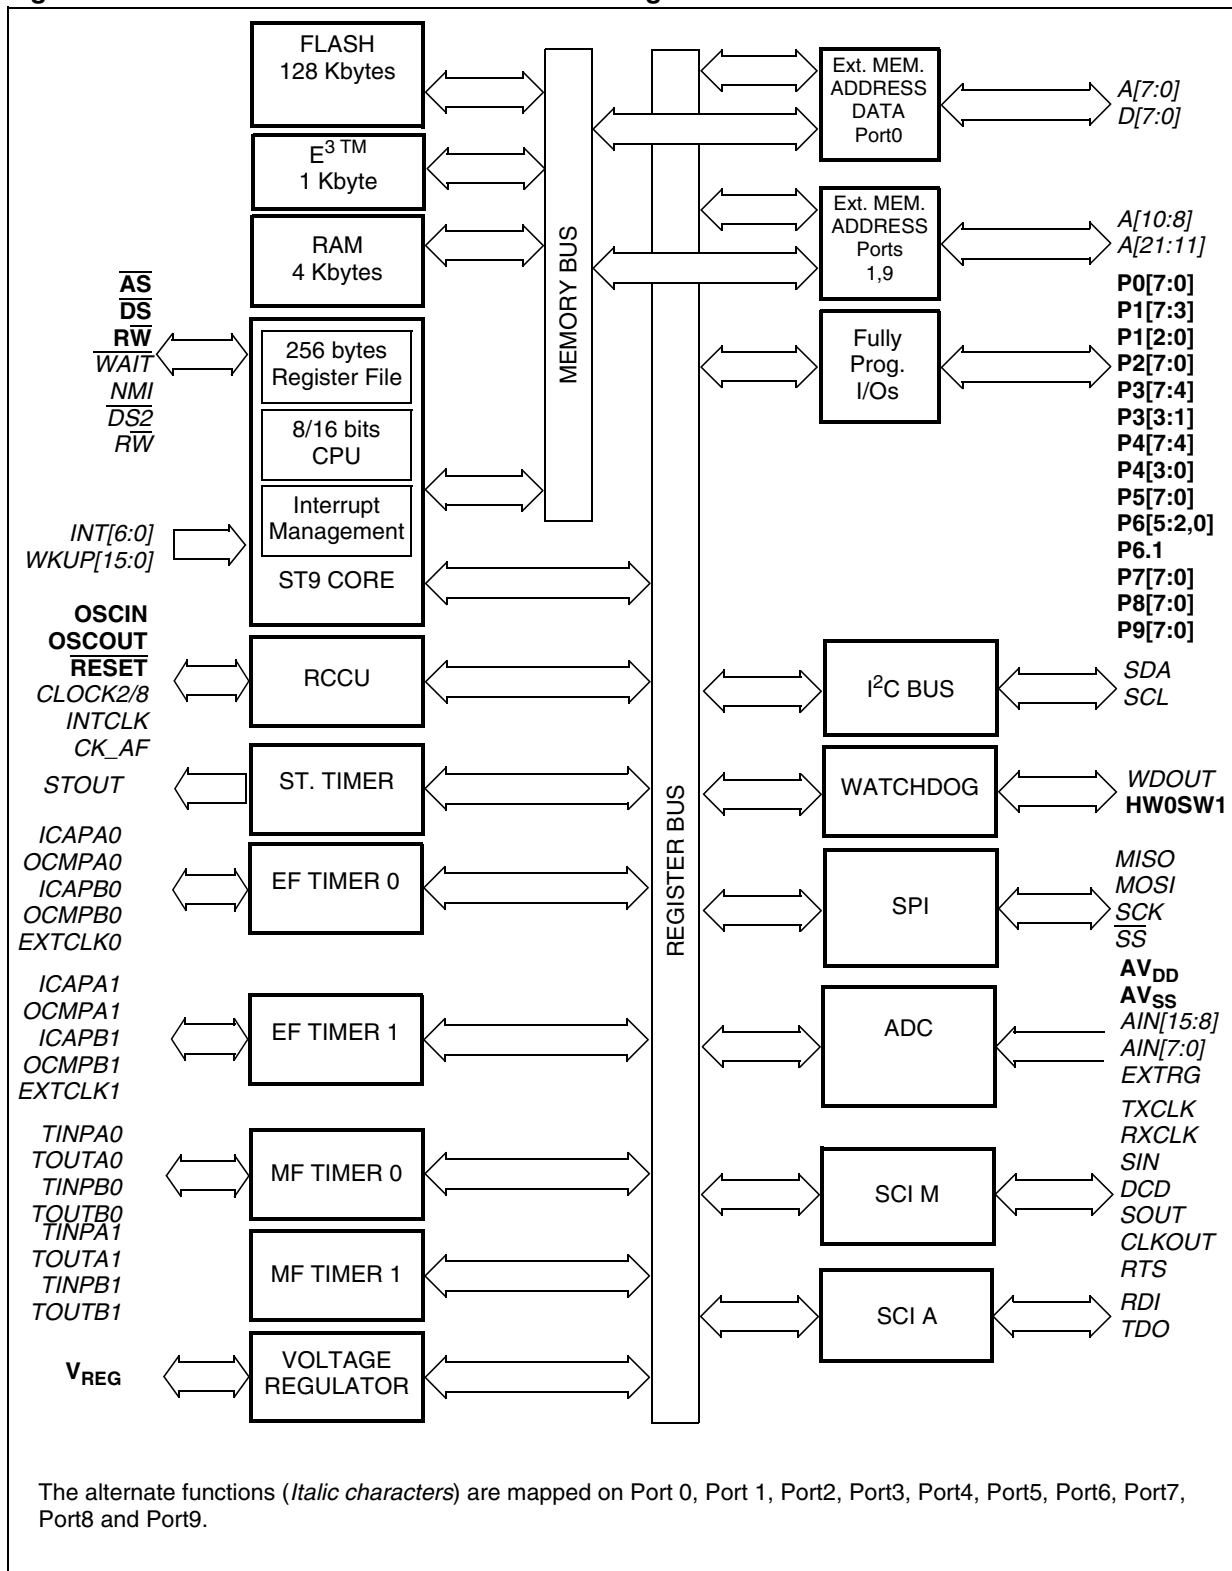 FLASH
128 Kbytes
E³ ™
1 Kbyte
RAM
4 Kbytes
A̅S̅
D̅S̅
RW̅
W̅A̅I̅T̅
NMI
D̅S̅2̅
RW̅
256 bytes
Register File
8/16 bits
CPU
Interrupt
Management
ST9 CORE
INT[6:0]
WKUP[15:0]
OSCIN
OSCOUT
R̅E̅S̅E̅T̅
CLOCK2/8
INTCLK
CK_AF
RCCU
STOUT
ST. TIMER
ICAPA0
OCMPA0
ICAPB0
OCMPB0
EXTCLK0
EF TIMER 0
ICAPA1
OCMPA1
ICAPB1
OCMPB1
EXTCLK1
EF TIMER 1
TINPA0
TOUTA0
TINPB0
TOUTB0
MF TIMER 0
TINPA1
TOUTA1
TINPB1
TOUTB1
MF TIMER 1
VREG
VOLTAGE
REGULATOR
MEMORY BUS
REGISTER BUS
Ext. MEM.
ADDRESS
DATA
Port0
A[7:0]
D[7:0]
Ext. MEM.
ADDRESS
Ports
1,9
A[10:8]
A[21:11]
Fully
Prog.
I/Os
P0[7:0]
P1[7:3]
P1[2:0]
P2[7:0]
P3[7:4]
P3[3:1]
P4[7:4]
P4[3:0]
P5[7:0]
P6[5:2,0]
P6.1
P7[7:0]
P8[7:0]
P9[7:0]
I²C BUS
SDA
SCL
WATCHDOG
WDOUT
HW0SW1
SPI
MISO
MOSI
SCK
S̅S̅
ADC
AVDD
AVSS
AIN[15:8]
AIN[7:0]
EXTRG
SCI M
TXCLK
RXCLK
SIN
DCD
SOUT
CLKOUT
RTS
SCI A
RDI
TDO
The alternate functions (Italic characters) are mapped on Port 0, Port 1, Port2, Port3, Port4, Port5, Port6, Port7,
Port8 and Port9.